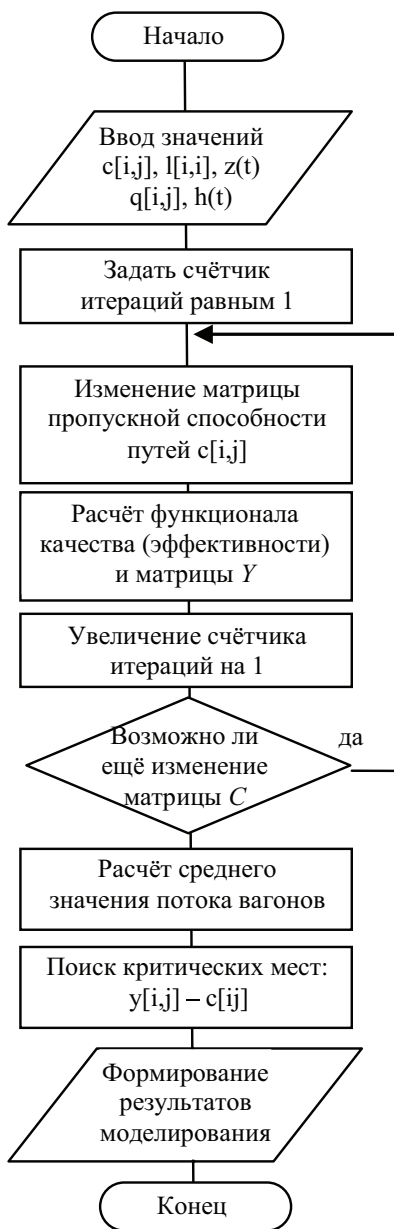 Начало
Ввод значений
c[i,j], l[i,i], z(t)
q[i,j], h(t)
Задать счётчик
итераций равным 1
Изменение матрицы
пропускной способности
путей c[i,j]
Расчёт функционала
качества (эффективности)
и матрицы Y
Увеличение счётчика
итераций на 1
Возможно ли
ещё изменение
матрицы C
да
Расчёт среднего
значения потока вагонов
Поиск критических мест:
y[i,j] – c[ij]
Формирование
результатов
моделирования
Конец